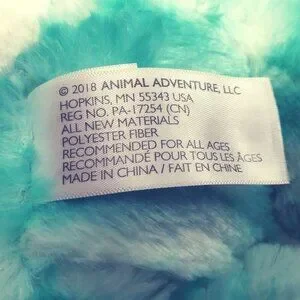 © 2018 ANIMAL ADVENTURE, LLC
HOPKINS, MN 55343 USA
REG NO. PA-17254 (CN)
ALL NEW MATERIALS
POLYESTER FIBER
RECOMMENDED FOR ALL AGES
RECOMMANDÉ POUR TOUS LES ÂGES
MADE IN CHINA / FAIT EN CHINE